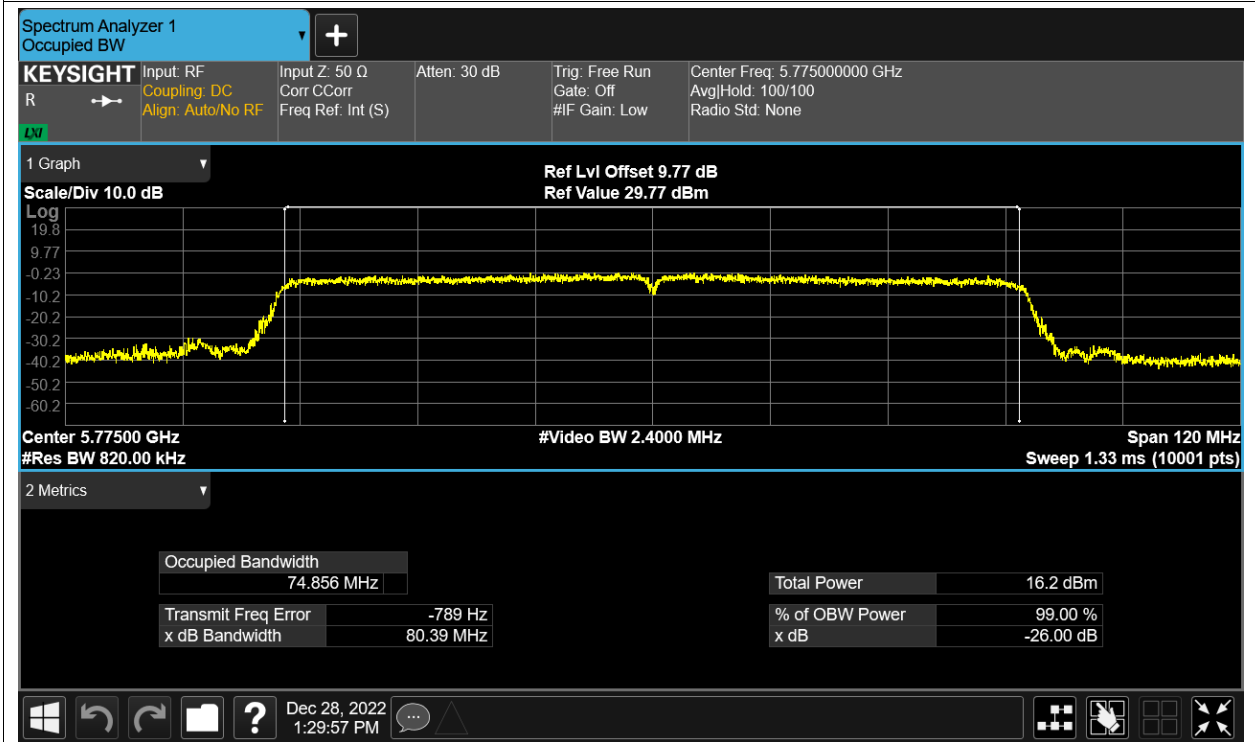 Spectrum Analyzer 1
Occupied BW
KEYSIGHT
R
LXI
Input: RF
Coupling: DC
Align: Auto/No RF
Input Z: 50 Ω
Corr CCorr
Freq Ref: Int (S)
Atten: 30 dB
Trig: Free Run
Gate: Off
#IF Gain: Low
Center Freq: 5.775000000 GHz
Avg|Hold: 100/100
Radio Std: None
1 Graph
Scale/Div 10.0 dB
Ref Lvl Offset 9.77 dB
Ref Value 29.77 dBm
Log
19.8
9.77
-0.23
-10.2
-20.2
-30.2
-40.2
-50.2
-60.2
Center 5.77500 GHz
#Res BW 820.00 kHz
#Video BW 2.4000 MHz
Span 120 MHz
Sweep 1.33 ms (10001 pts)
2 Metrics
Occupied Bandwidth
74.856 MHz
Transmit Freq Error -789 Hz
x dB Bandwidth 80.39 MHz
Total Power 16.2 dBm
% of OBW Power 99.00 %
x dB -26.00 dB
Dec 28, 2022
1:29:57 PM